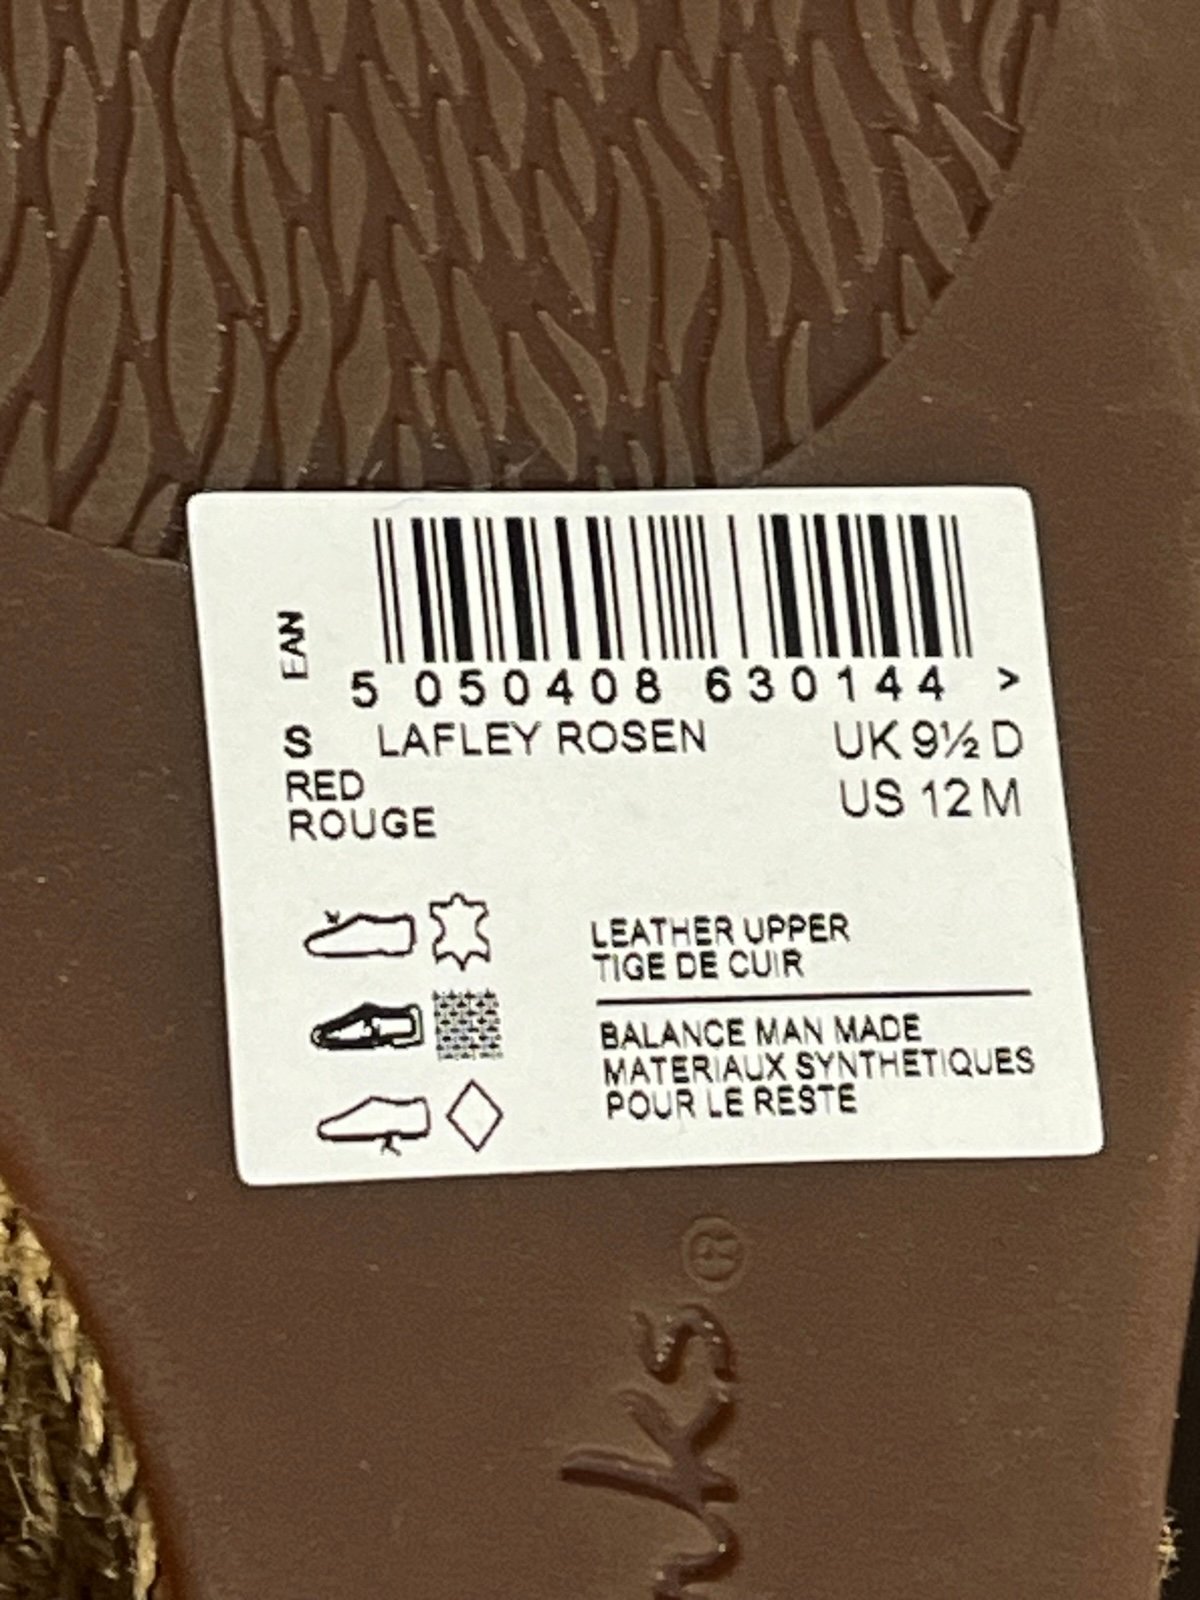 EAN
5 050408 630144 >
S LAFLEY ROSEN UK 9½ D
RED US 12 M
ROUGE
LEATHER UPPER
TIGE DE CUIR
BALANCE MAN MADE
MATERIAUX SYNTHETIQUES
POUR LE RESTE
ks®